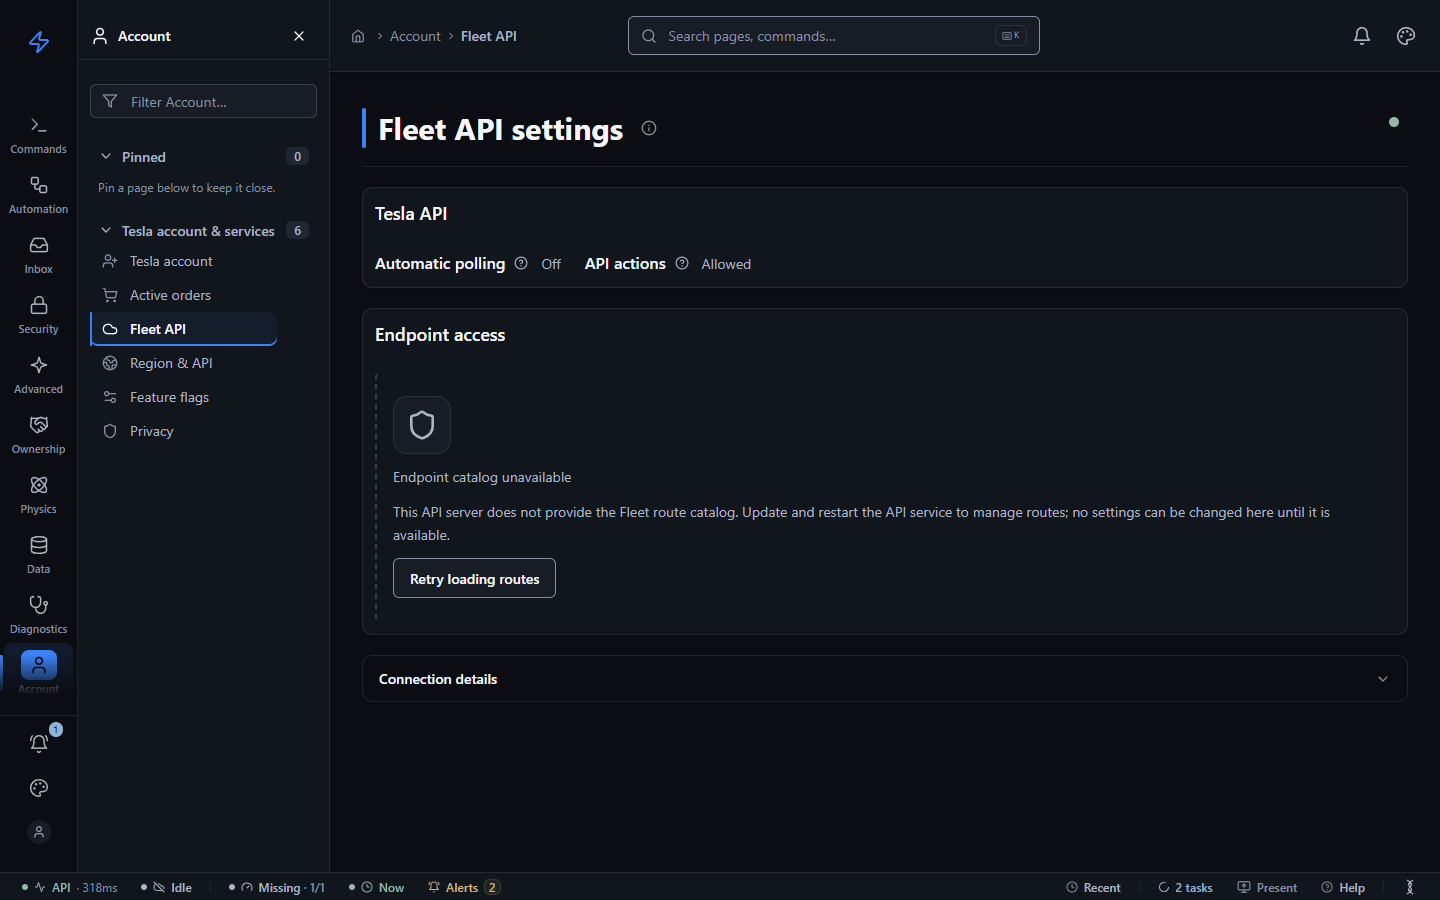 Commands
Automation
Inbox
Security
Advanced
Ownership
Physics
Data
Diagnostics
Account
1
Account
Filter Account...
Pinned 0
Pin a page below to keep it close.
Tesla account & services 6
Tesla account
Active orders
Fleet API
Region & API
Feature flags
Privacy
Account Fleet API
Search pages, commands... K
Fleet API settings
Tesla API
Automatic polling Off API actions Allowed
Endpoint access
Endpoint catalog unavailable
This API server does not provide the Fleet route catalog. Update and restart the API service to manage routes; no settings can be changed here until it is
available.
Retry loading routes
Connection details
API · 318ms Idle Missing · 1/1 Now Alerts 2 Recent 2 tasks Present Help